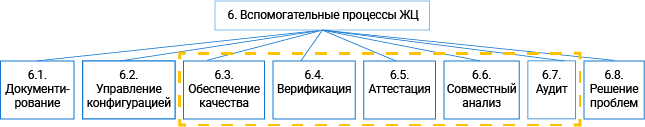 6. Вспомогательные процессы ЖЦ
6.1.
Документи-
рование
6.2.
Управление
конфигурацией
6.3.
Обеспечение
качества
6.4.
Верификация
6.5.
Аттестация
6.6.
Совместный
анализ
6.7.
Аудит
6.8.
Решение
проблем